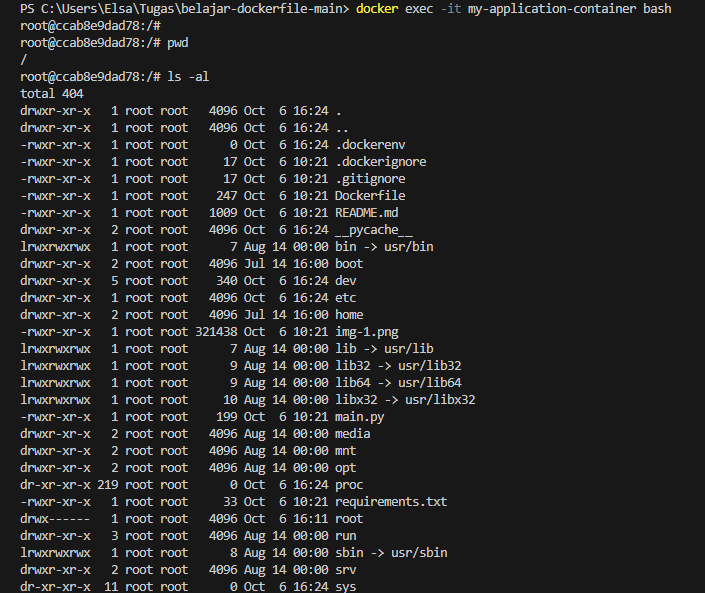 PS C:\Users\Elsa\Tugas\belajar-dockerfile-main> docker exec -it my-application-container bash
root@ccab8e9dad78:/#
root@ccab8e9dad78:/# pwd
/
root@ccab8e9dad78:/# ls -al
total 404
drwxr-xr-x   1 root root   4096 Oct  6 16:24 .
drwxr-xr-x   1 root root   4096 Oct  6 16:24 ..
-rwxr-xr-x   1 root root      0 Oct  6 16:24 .dockerenv
-rwxr-xr-x   1 root root     17 Oct  6 10:21 .dockerignore
-rwxr-xr-x   1 root root     17 Oct  6 10:21 .gitignore
-rwxr-xr-x   1 root root    247 Oct  6 10:21 Dockerfile
-rwxr-xr-x   1 root root   1009 Oct  6 10:21 README.md
drwxr-xr-x   2 root root   4096 Oct  6 16:24 __pycache__
lrwxrwxrwx   1 root root      7 Aug 14 00:00 bin -> usr/bin
drwxr-xr-x   2 root root   4096 Jul 14 16:00 boot
drwxr-xr-x   5 root root    340 Oct  6 16:24 dev
drwxr-xr-x   1 root root   4096 Oct  6 16:24 etc
drwxr-xr-x   2 root root   4096 Jul 14 16:00 home
-rwxr-xr-x   1 root root 321438 Oct  6 10:21 img-1.png
lrwxrwxrwx   1 root root      7 Aug 14 00:00 lib -> usr/lib
lrwxrwxrwx   1 root root      9 Aug 14 00:00 lib32 -> usr/lib32
lrwxrwxrwx   1 root root      9 Aug 14 00:00 lib64 -> usr/lib64
lrwxrwxrwx   1 root root     10 Aug 14 00:00 libx32 -> usr/libx32
-rwxr-xr-x   1 root root    199 Oct  6 10:21 main.py
drwxr-xr-x   2 root root   4096 Aug 14 00:00 media
drwxr-xr-x   2 root root   4096 Aug 14 00:00 mnt
drwxr-xr-x   2 root root   4096 Aug 14 00:00 opt
dr-xr-xr-x 219 root root      0 Oct  6 16:24 proc
-rwxr-xr-x   1 root root     33 Oct  6 10:21 requirements.txt
drwx------   1 root root   4096 Oct  6 16:11 root
drwxr-xr-x   3 root root   4096 Aug 14 00:00 run
lrwxrwxrwx   1 root root      8 Aug 14 00:00 sbin -> usr/sbin
drwxr-xr-x   2 root root   4096 Aug 14 00:00 srv
dr-xr-xr-x  11 root root      0 Oct  6 16:24 sys